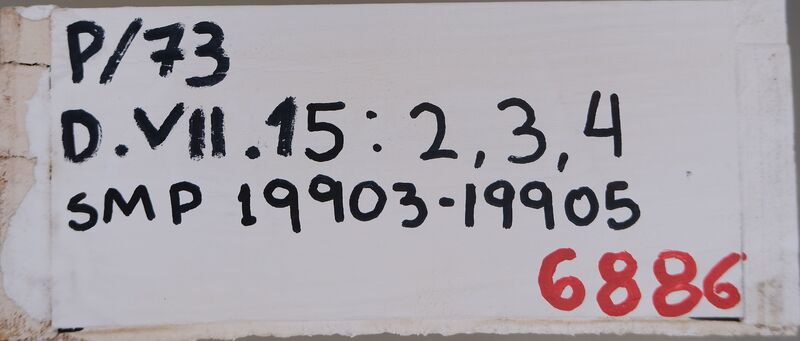 P/73
D.VII.15: 2, 3, 4
SMP 19903-19905
6886